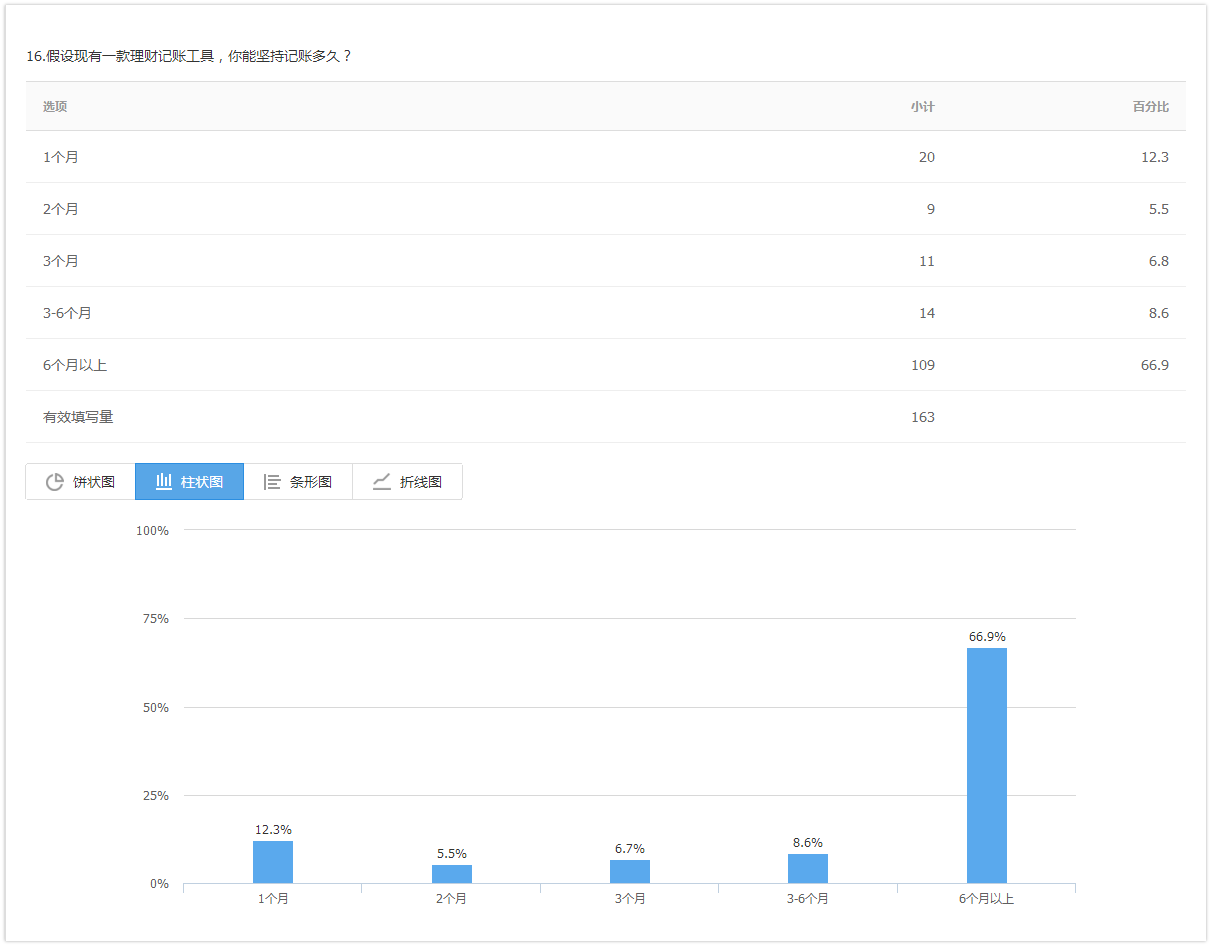 16.假设现有一款理财记账工具，你能坚持记账多久？
选项 小计 百分比
1个月 20 12.3
2个月 9 5.5
3个月 11 6.8
3-6个月 14 8.6
6个月以上 109 66.9
有效填写量 163
饼状图 柱状图 条形图 折线图
100%
75%
66.9%
50%
25%
12.3%
8.6%
6.7%
5.5%
0%
1个月 2个月 3个月 3-6个月 6个月以上